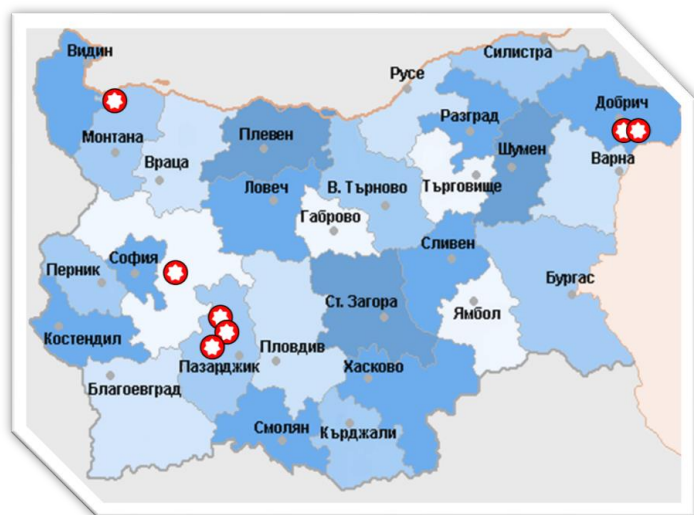 Видин
Силистра
Русе
Добрич
Монтана
Плевен
Разград
Враца
Шумен
Варна
Ловеч
В. Търново
Търговище
Габрово
София
Сливен
Перник
Бургас
Ст. Загора
Ямбол
Костендил
Пловдив
Пазарджик
Хасково
Благоевград
Смолян
Кърджали